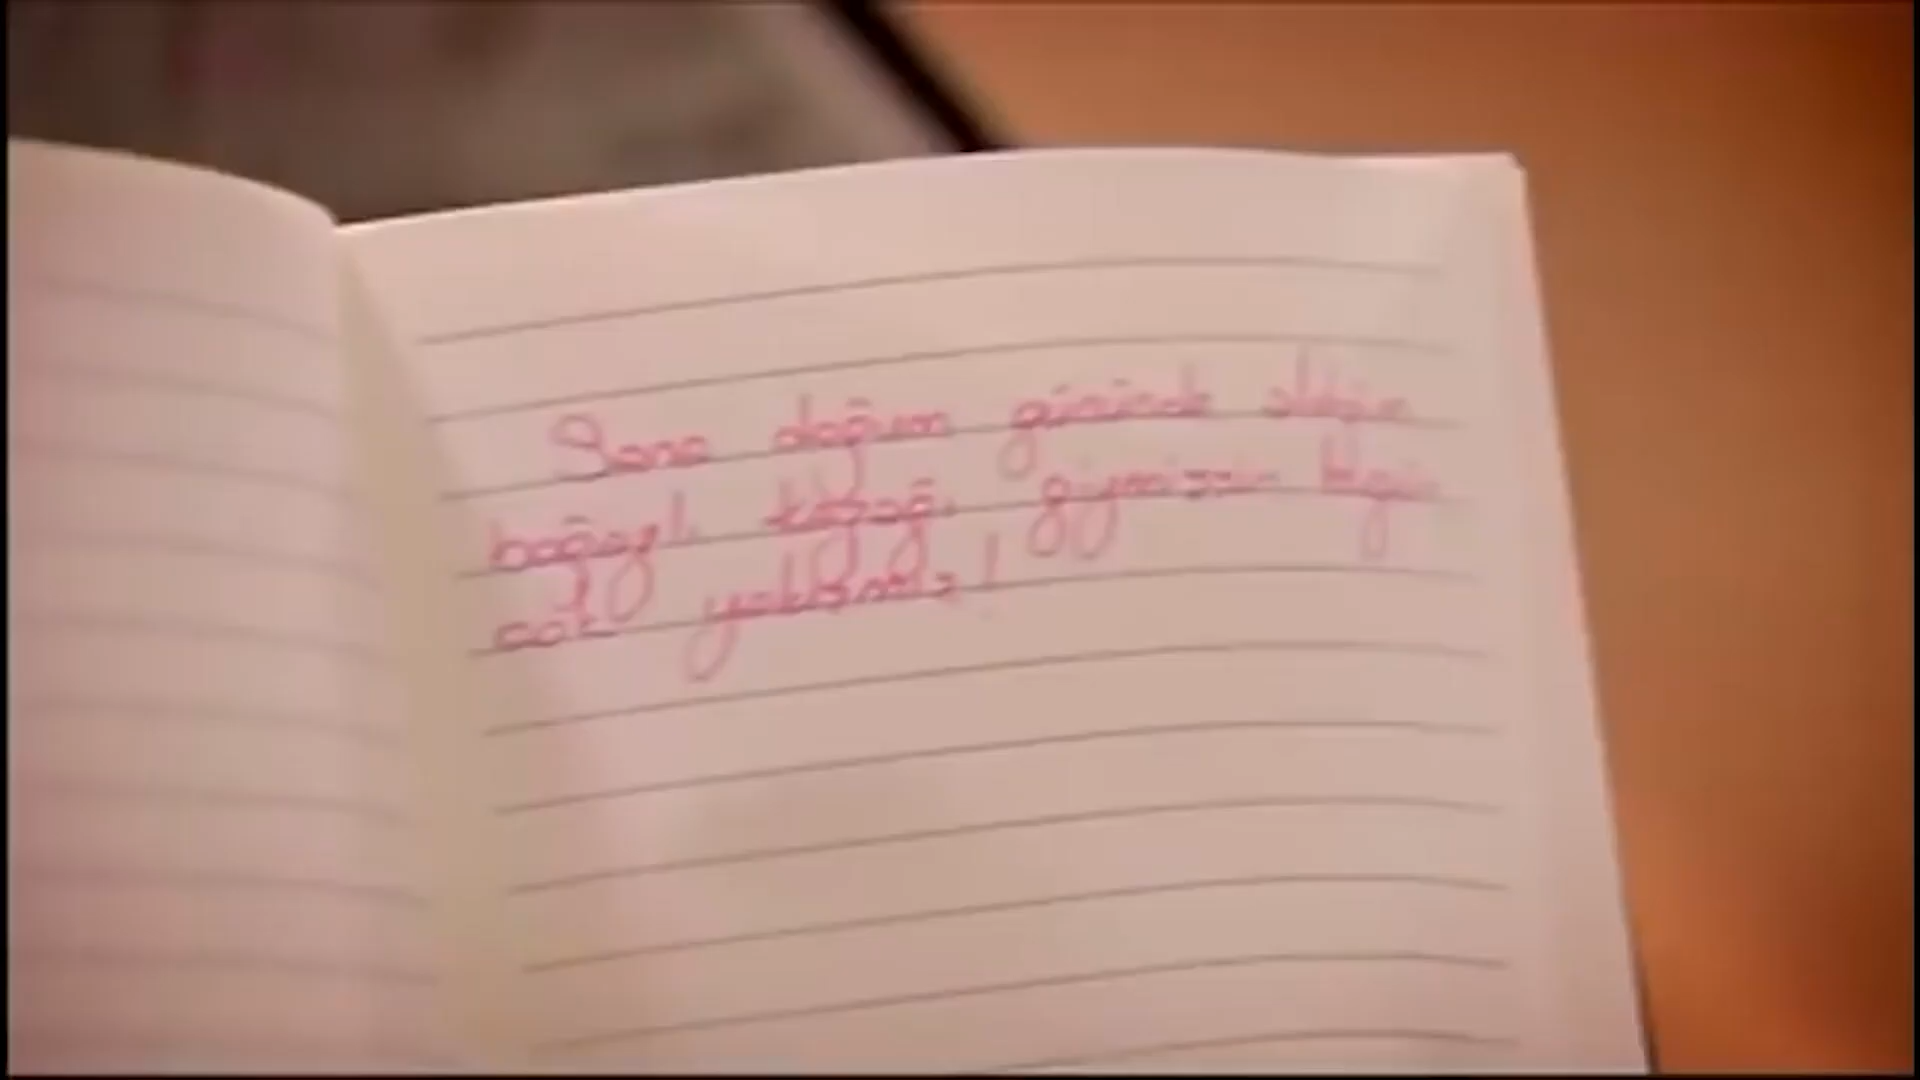 Sana doğum gününde aldığım
boğazlı kazağı giymişsin bugün
çok yakışmış!